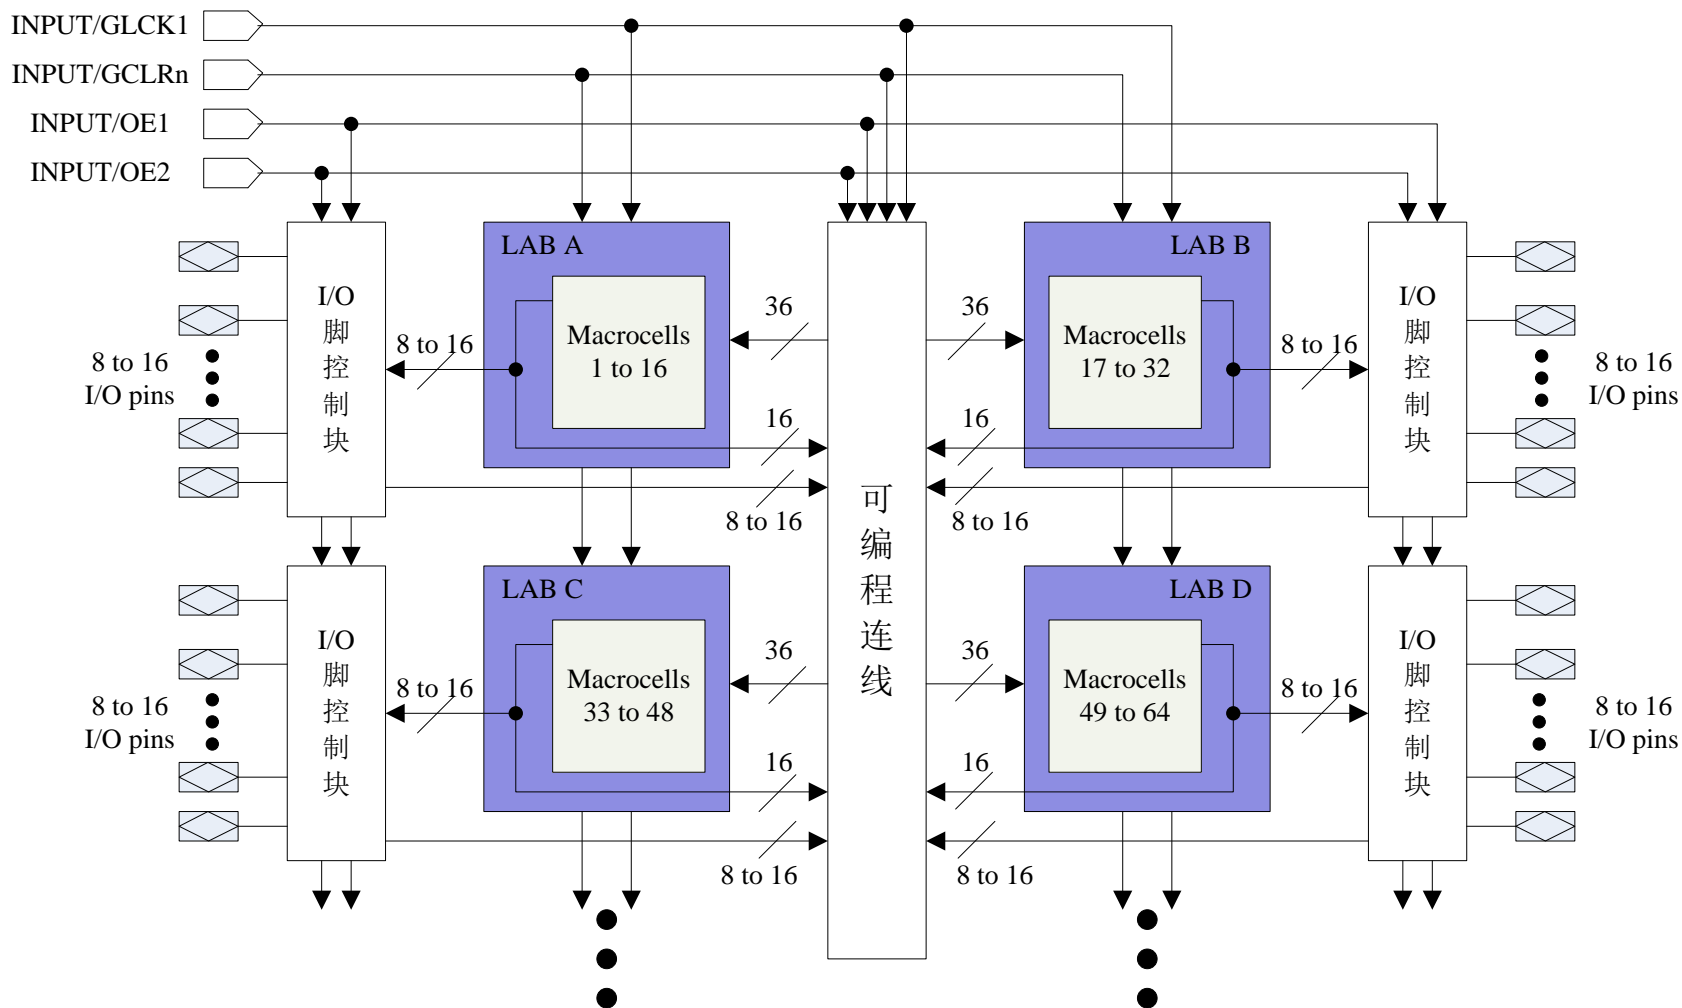 INPUT/GLCK1
INPUT/GCLRn
INPUT/OE1
INPUT/OE2
LAB A
LAB B
I/O
脚
控
制
块
8 to 16
I/O pins
8 to 16
Macrocells
1 to 16
36
16
8 to 16
36
16
8 to 16
Macrocells
17 to 32
8 to 16
I/O
脚
控
制
块
8 to 16
I/O pins
可
编
程
连
线
LAB C
LAB D
I/O
脚
控
制
块
8 to 16
I/O pins
8 to 16
Macrocells
33 to 48
36
16
8 to 16
36
16
8 to 16
Macrocells
49 to 64
8 to 16
I/O
脚
控
制
块
8 to 16
I/O pins